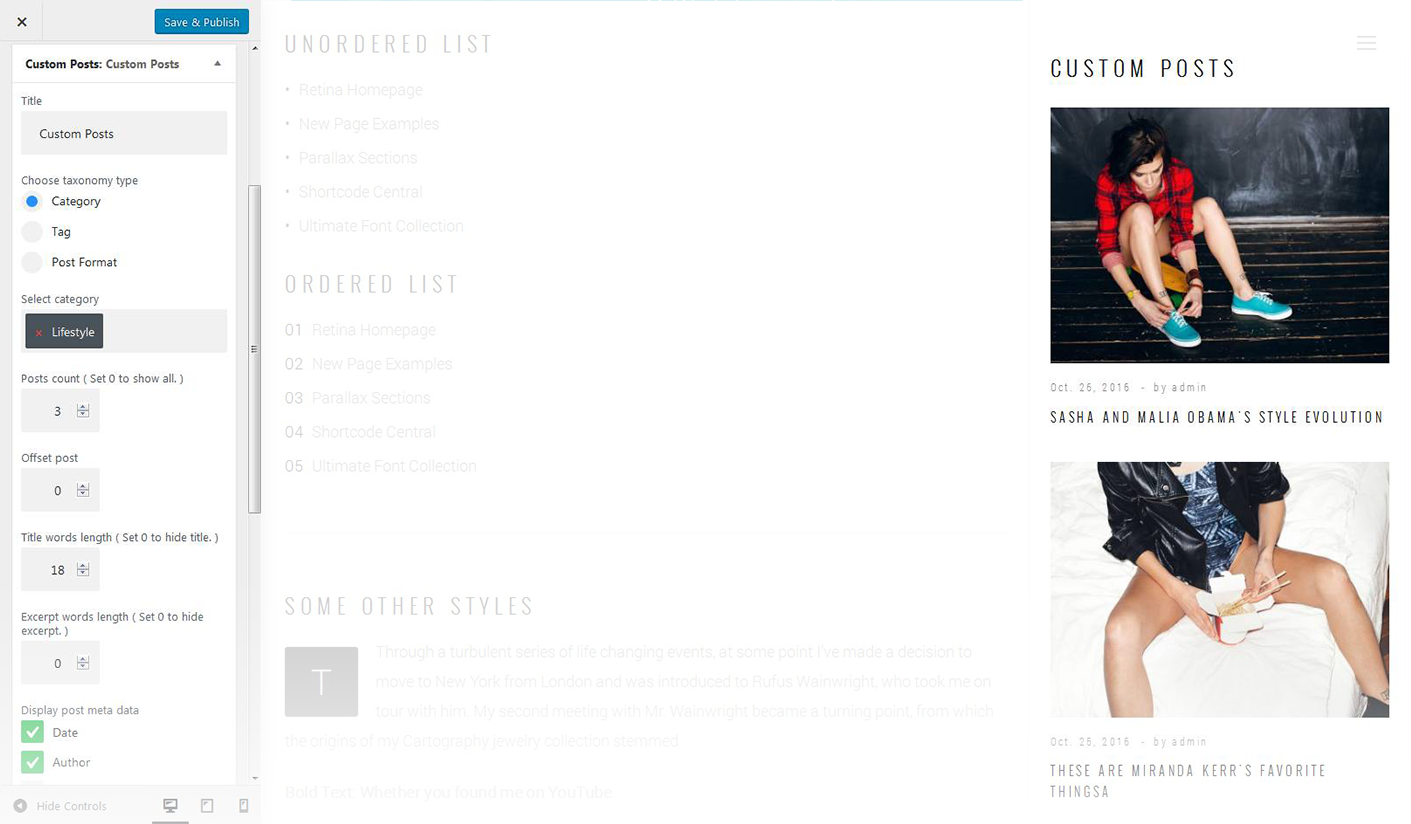 Save & Publish
Custom Posts: Custom Posts
Title
Custom Posts
Choose taxonomy type
Category
Tag
Post Format
Select category
× Lifestyle
Posts count ( Set 0 to show all. )
3
Offset post
0
Title words length ( Set 0 to hide title. )
18
Excerpt words length ( Set 0 to hide
excerpt. )
0
Display post meta data
Date
Author
Hide Controls
UNORDERED LIST
• Retina Homepage
• New Page Examples
• Parallax Sections
• Shortcode Central
• Ultimate Font Collection
ORDERED LIST
01 Retina Homepage
02 New Page Examples
03 Parallax Sections
04 Shortcode Central
05 Ultimate Font Collection
SOME OTHER STYLES
T
Through a turbulent series of life changing events, at some point I've made a decision to
move to New York from London and was introduced to Rufus Wainwright, who took me on
tour with him. My second meeting with Mr. Wainwright became a turning point, from which
the origins of my Cartography jewelry collection stemmed.
Bold Text. Whether you found me on YouTube
CUSTOM POSTS
Oct. 26, 2016 - by admin
SASHA AND MALIA OBAMA'S STYLE EVOLUTION
Oct. 25, 2016 - by admin
THESE ARE MIRANDA KERR'S FAVORITE
THINGSA